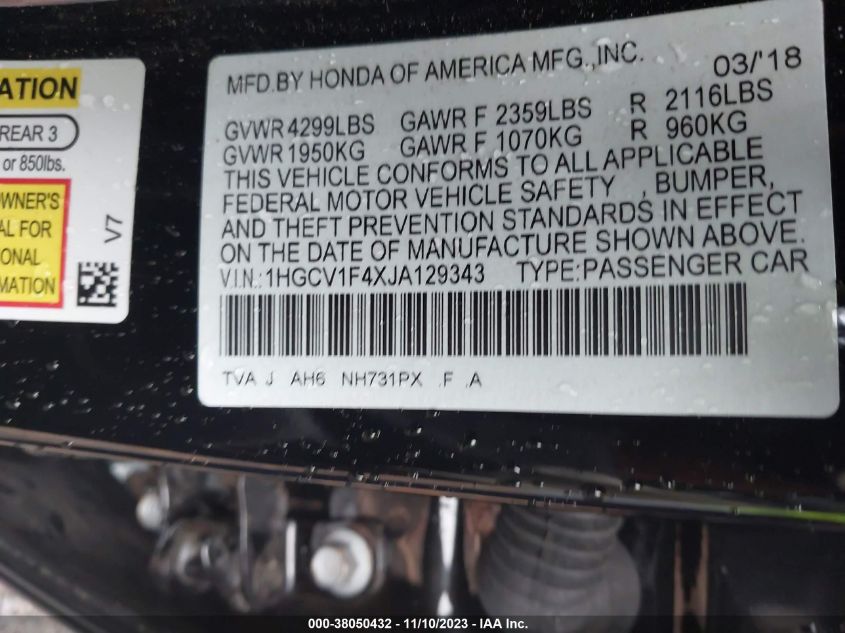 ATION
REAR 3
or 850lbs.
OWNER'S
AL FOR
ONAL
MATION
V7
MFD.BY HONDA OF AMERICA MFG.,INC. 03/'18
GVWR 4299LBS GAWR F 2359LBS R 2116LBS
GVWR 1950KG GAWR F 1070KG R 960KG
THIS VEHICLE CONFORMS TO ALL APPLICABLE
FEDERAL MOTOR VEHICLE SAFETY , BUMPER,
AND THEFT PREVENTION STANDARDS IN EFFECT
ON THE DATE OF MANUFACTURE SHOWN ABOVE.
V.I.N.:1HGCV1F4XJA129343 TYPE:PASSENGER CAR
TVA J AH6 NH731PX .F .A
000-38050432 - 11/10/2023 - IAA Inc.